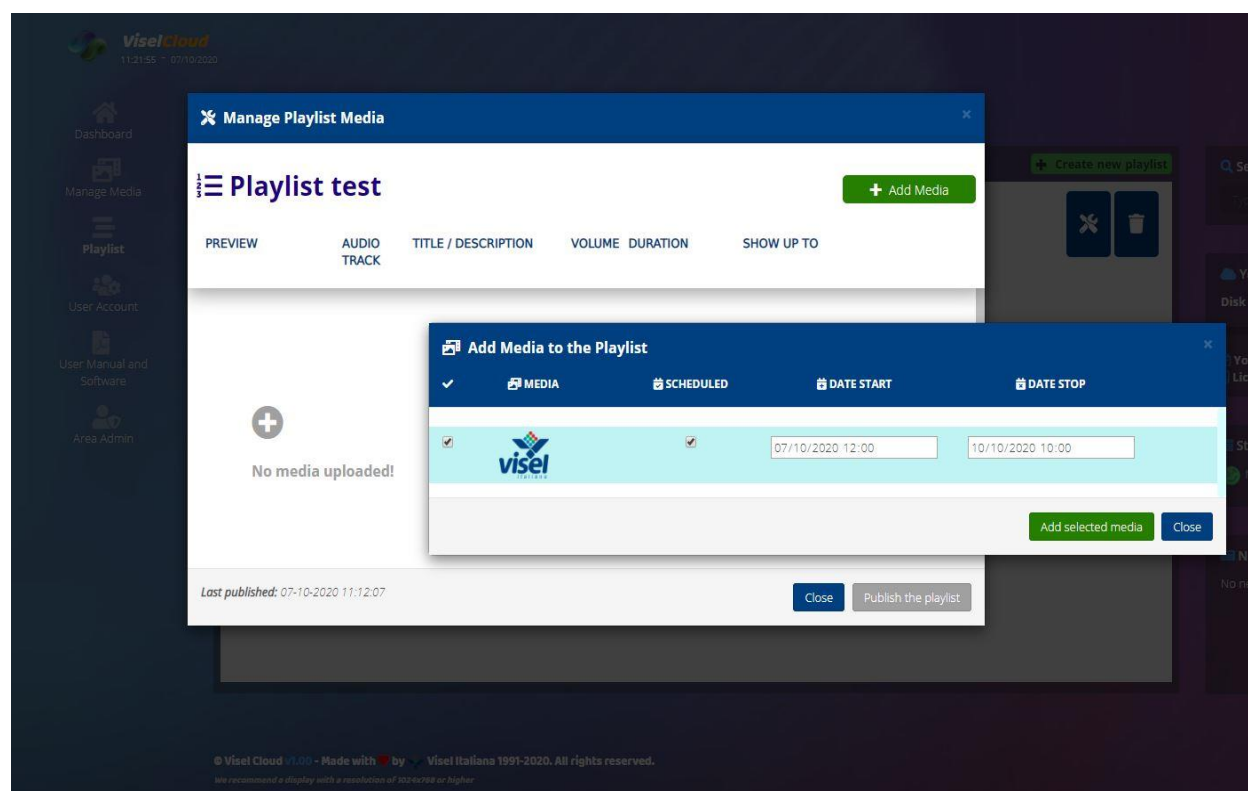 ViselCloud
11:21:55 - 07/10/2020
Dashboard
Manage Media
Playlist
User Account
User Manual and
Software
Area Admin
Manage Playlist Media
×
Playlist test
Add Media
PREVIEW AUDIO TRACK TITLE / DESCRIPTION VOLUME DURATION SHOW UP TO
No media uploaded!
Last published: 07-10-2020 11:12:07
Close
Publish the playlist
Create new playlist
Add Media to the Playlist
×
MEDIA SCHEDULED DATE START DATE STOP
visel
italiana
07/10/2020 12:00
10/10/2020 10:00
Add selected media
Close
Disk
Lic
© Visel Cloud v1.00 - Made with by Visel Italiana 1991-2020. All rights reserved.
We recommend a display with a resolution of 1024x768 or higher